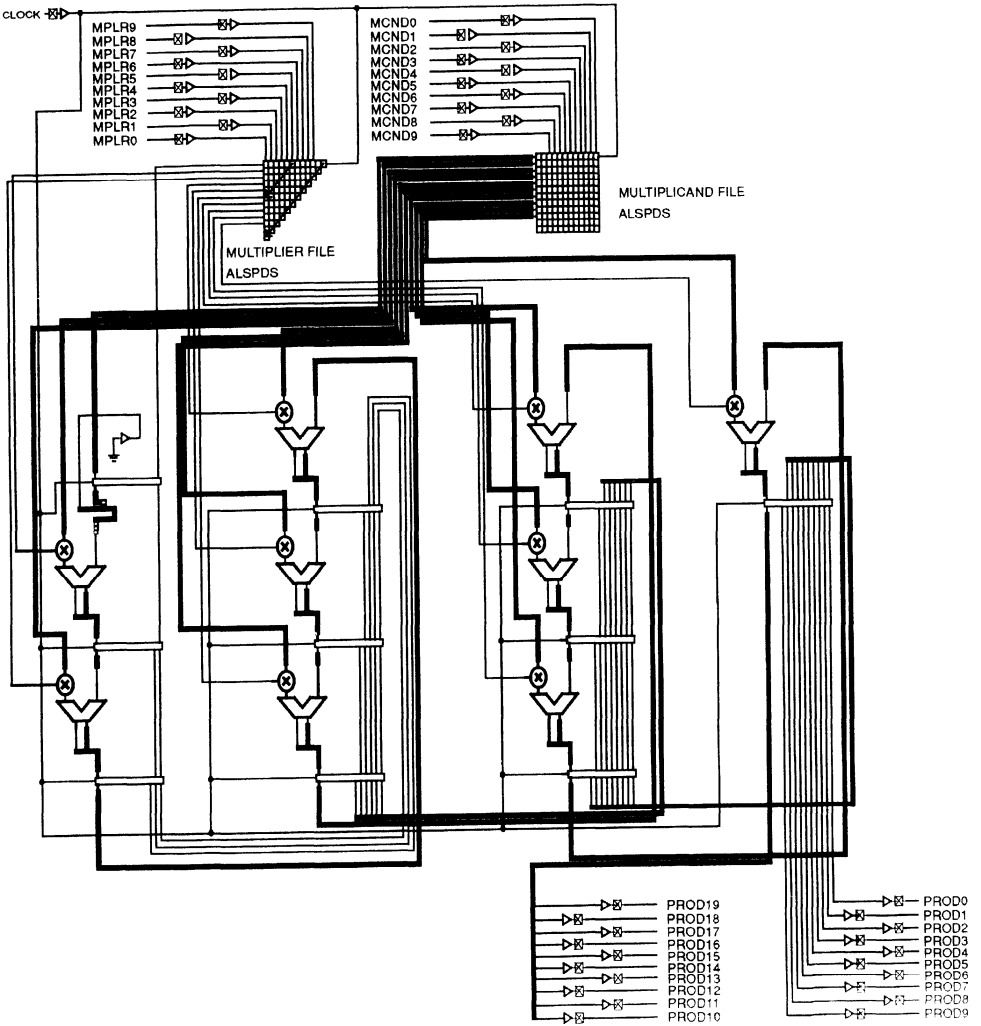 CLOCK
MPLR9
MPLR8
MPLR7
MPLR6
MPLR5
MPLR4
MPLR3
MPLR2
MPLR1
MPLR0
MCND0
MCND1
MCND2
MCND3
MCND4
MCND5
MCND6
MCND7
MCND8
MCND9
MULTIPLIER FILE
ALSPDS
MULTIPLICAND FILE
ALSPDS
PROD19
PROD18
PROD17
PROD16
PROD15
PROD14
PROD13
PROD12
PROD11
PROD10
PROD0
PROD1
PROD2
PROD3
PROD4
PROD5
PROD6
PROD7
PROD8
PROD9